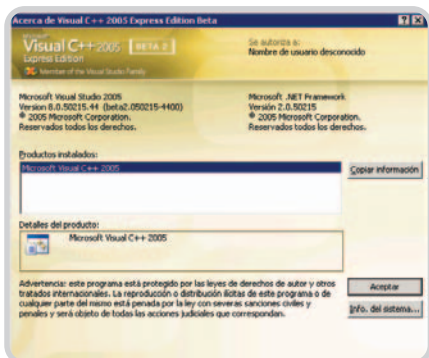 Acerca de Visual C++ 2005 Express Edition Beta
Microsoft
Visual C++ 2005 BETA 2
Express Edition
Member of the Visual Studio Family
Se autoriza a:
Nombre de usuario desconocido
Microsoft Visual Studio 2005
Version 8.0.50215.44 (beta2.050215-4400)
© 2005 Microsoft Corporation.
Reservados todos los derechos.
Microsoft .NET Framework
Versión 2.0.50215
© 2005 Microsoft Corporation.
Reservados todos los derechos.
Productos instalados:
Microsoft Visual C++ 2005
Copiar información
Detalles del producto:
Microsoft Visual C++ 2005
Advertencia: este programa está protegido por las leyes de derechos de autor y otros
tratados internacionales. La reproducción o distribución ilícitas de este programa o de
cualquier parte del mismo está penada por la ley con severas sanciones civiles y
penales y será objeto de todas las acciones judiciales que correspondan.
Aceptar
Info. del sistema...